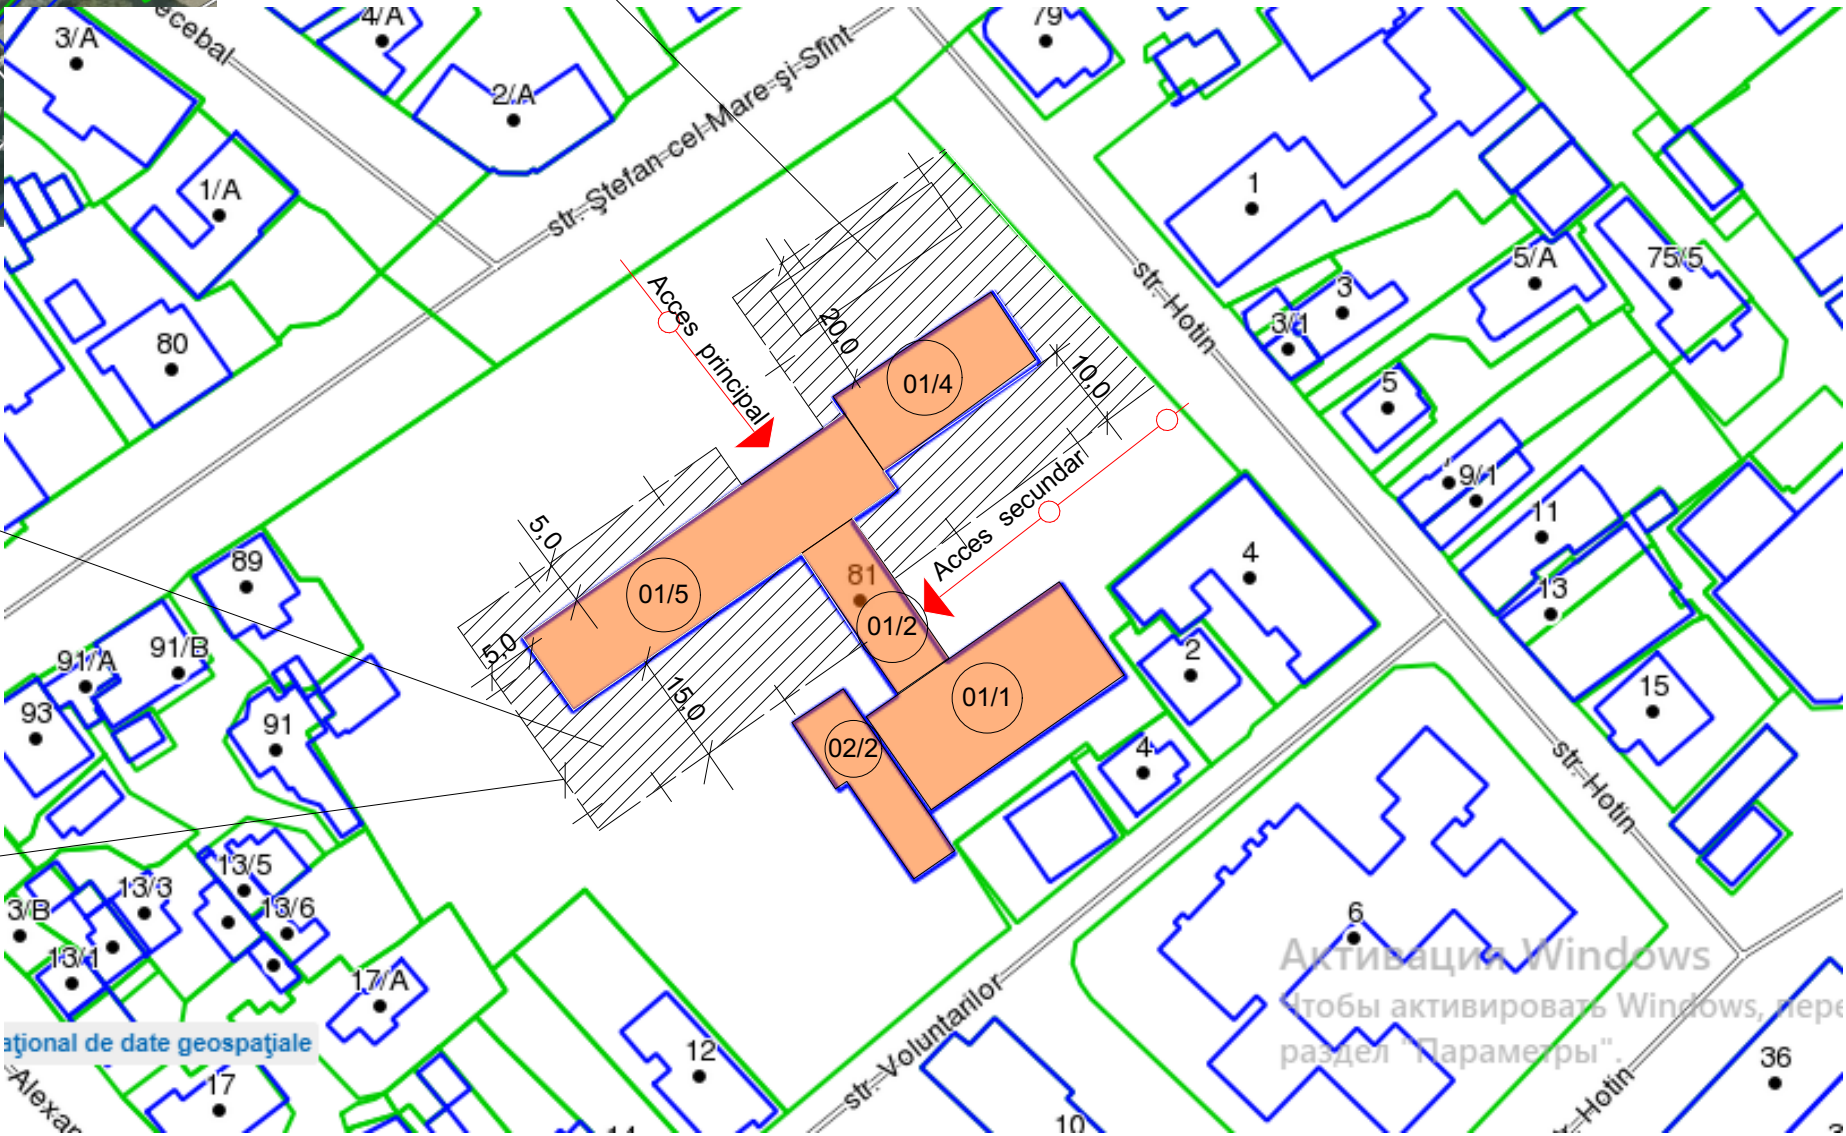 ecebal
3/A
4/A
2/A
79
str. Ştefan cel Mare şi Sfînt
1/A
1
5/A
75/5
3
3/1
str. Hotin
Acces principal
20,0
10,0
80
01/4
5
9/1
11
Acces secundar
5,0
89
01/5
81
01/2
4
13
5,0
91/A
91/B
93
91
15,0
02/2
01/1
2
4
15
str. Hotin
13/5
13/3
13/6
3/B
13/1
17/A
6
Активация Windows
Чтобы активировать Windows, пере
раздел "Параметры".
aţional de date geospaţiale
Alexan
17
12
str. Voluntarilor
14
10
36
r. Hotin
3